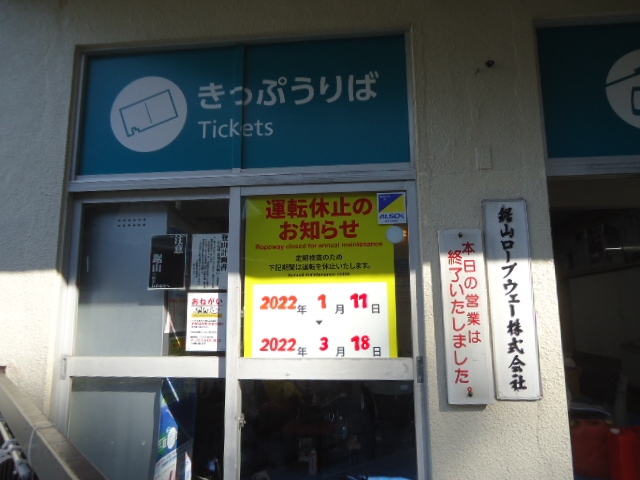 きっぷうりば
Tickets
運転休止の
お知らせ
Ropeway closed for annual maintenance
定期検査のため
下記期間は運転を休止いたします。
2022年 1月 11日
2022年 3月 18日
ALSOK
注意
鋸山
おねがい
本日の営業は
終了いたしました。
鋸山ロープウェー株式会社